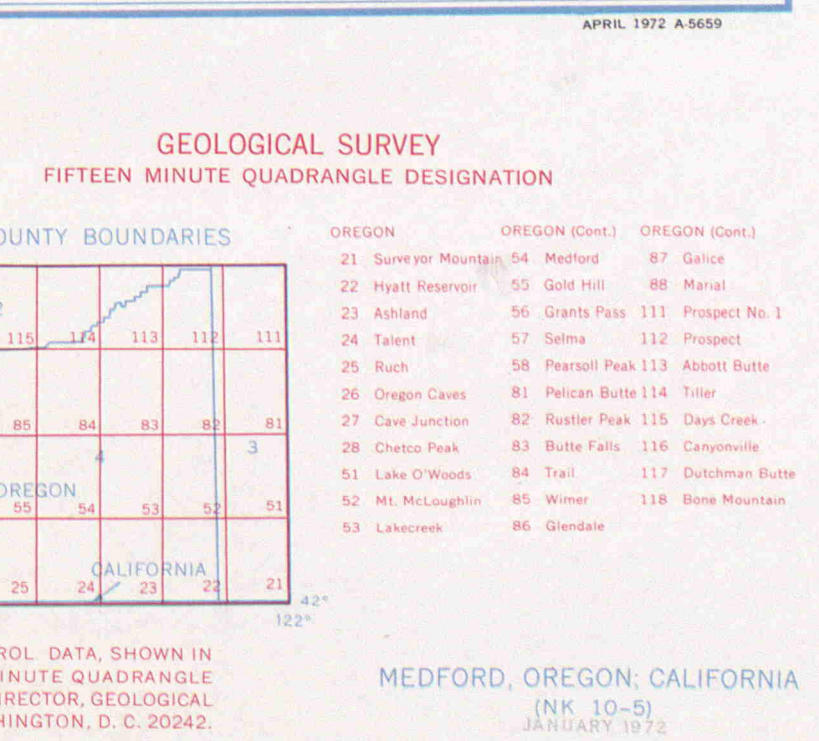 APRIL 1972 A-5659
GEOLOGICAL SURVEY
FIFTEEN MINUTE QUADRANGLE DESIGNATION
OUNTY BOUNDARIES
2
115 114 113 112 111
85 84 83 82 81
4 3
OREGON
55 54 53 52 51
CALIFORNIA
25 24 23 22 21
42°
122°
OREGON
21 Surveyor Mountain
22 Hyatt Reservoir
23 Ashland
24 Talent
25 Ruch
26 Oregon Caves
27 Cave Junction
28 Chetco Peak
51 Lake O'Woods
52 Mt. McLoughlin
53 Lakecreek
OREGON (Cont.)
54 Medford
55 Gold Hill
56 Grants Pass
57 Selma
58 Pearsoll Peak
81 Pelican Butte
82 Rustler Peak
83 Butte Falls
84 Trail
85 Wimer
86 Glendale
OREGON (Cont.)
87 Galice
88 Marial
111 Prospect No. 1
112 Prospect
113 Abbott Butte
114 Tiller
115 Days Creek
116 Canyonville
117 Dutchman Butte
118 Bone Mountain
ROL DATA, SHOWN IN
INUTE QUADRANGLE
IRECTOR, GEOLOGICAL
HINGTON, D. C. 20242.
MEDFORD, OREGON; CALIFORNIA
(NK 10-5)
JANUARY 1972